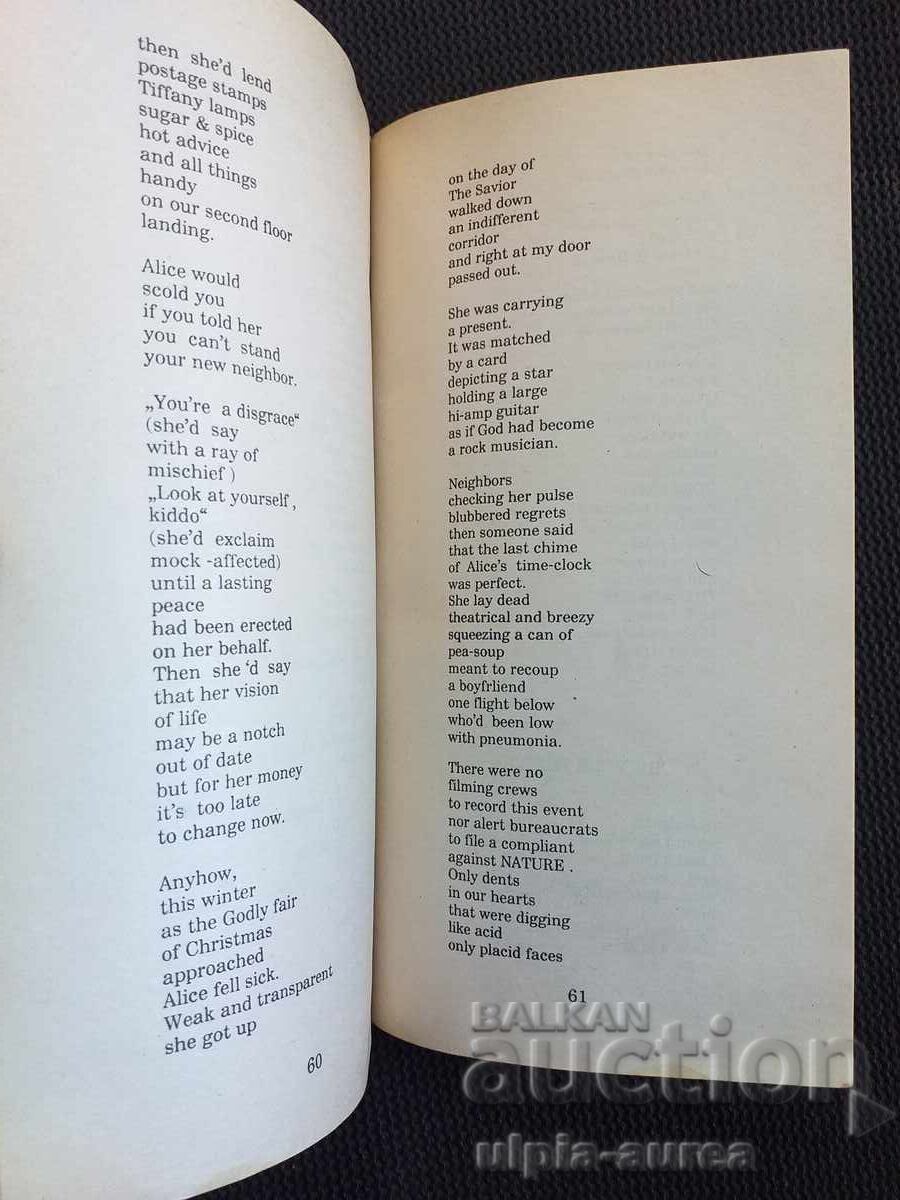 then she'd lend
postage stamps
Tiffany lamps
sugar & spice
hot advice
and all things
handy
on our second floor
landing.
Alice would
scold you
if you told her
you can't stand
your new neighbor.
„You're a disgrace“
(she'd say
with a ray of
mischief )
„Look at yourself,
kiddo“
(she'd exclaim
mock -affected)
until a lasting
peace
had been erected
on her behalf.
Then she'd say
that her vision
of life
may be a notch
out of date
but for her money
it's too late
to change now.
Anyhow,
this winter
as the Godly fair
of Christmas
approached
Alice fell sick.
Weak and transparent
she got up
60
on the day of
The Savior
walked down
an indifferent
corridor
and right at my door
passed out.
She was carrying
a present.
It was matched
by a card
depicting a star
holding a large
hi-amp guitar
as if God had become
a rock musician.
Neighbors
checking her pulse
blubbered regrets
then someone said
that the last chime
of Alice's time-clock
was perfect.
She lay dead
theatrical and breezy
squeezing a can of
pea-soup
meant to recoup
a boyfrliend
one flight below
who'd been low
with pneumonia.
There were no
filming crews
to record this event
nor alert bureaucrats
to file a compliant
against NATURE .
Only dents
in our hearts
that were digging
like acid
only placid faces
61
BALKAN
auction
ulpia-aurea